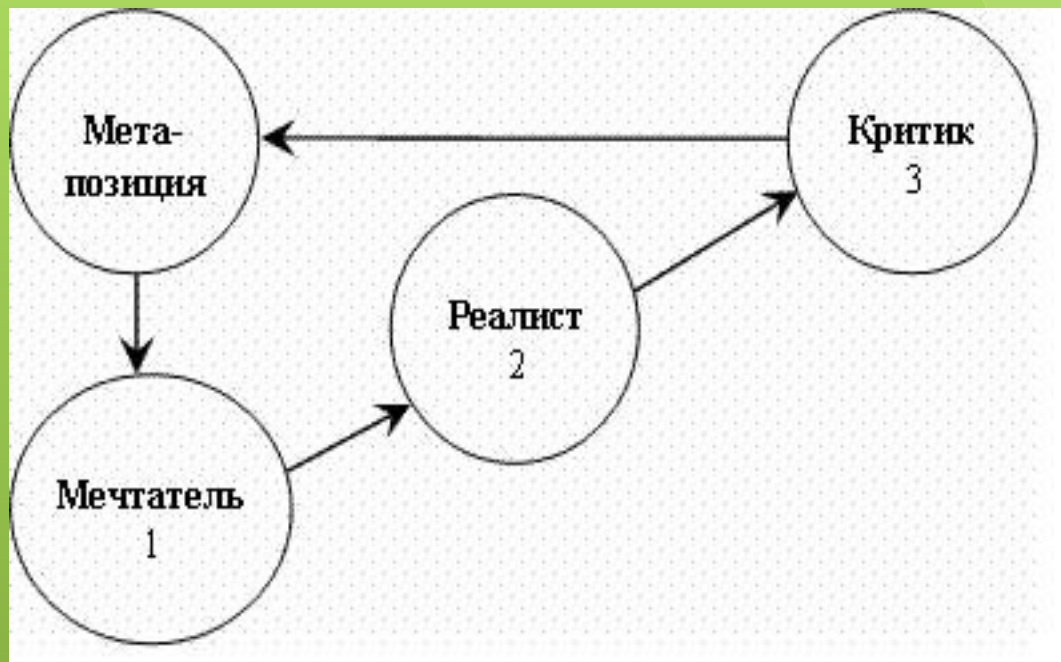 Мета-
позиция
Критик
3
Реалист
2
Мечтатель
1